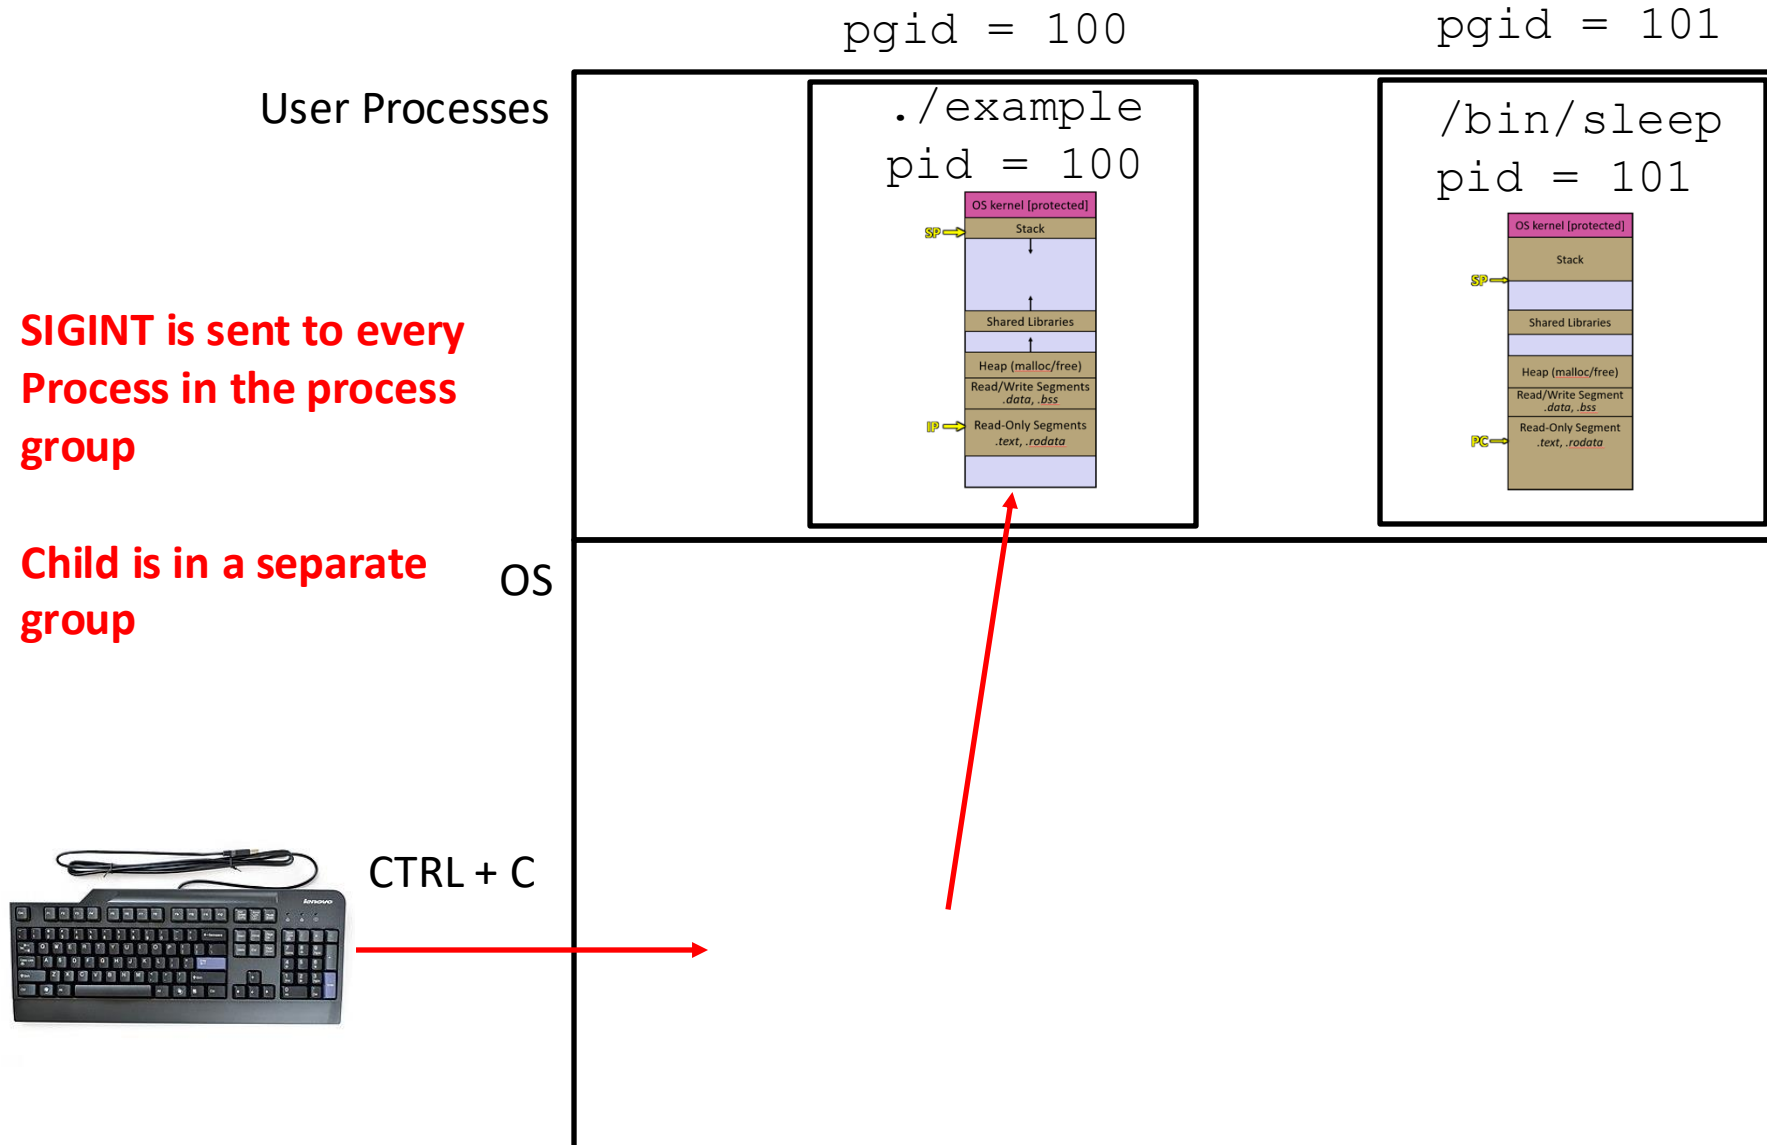 pgid = 100
pgid = 101
User Processes
./example
pid = 100
OS kernel [protected]
SP
Stack
Shared Libraries
Heap (malloc/free)
Read/Write Segments
.data, .bss
IP
Read-Only Segments
.text, .rodata
/bin/sleep
pid = 101
OS kernel [protected]
Stack
SP
Shared Libraries
Heap (malloc/free)
Read/Write Segment
.data, .bss
Read-Only Segment
PC
.text, .rodata
SIGINT is sent to every
Process in the process
group
Child is in a separate
group
OS
CTRL + C
lenovo